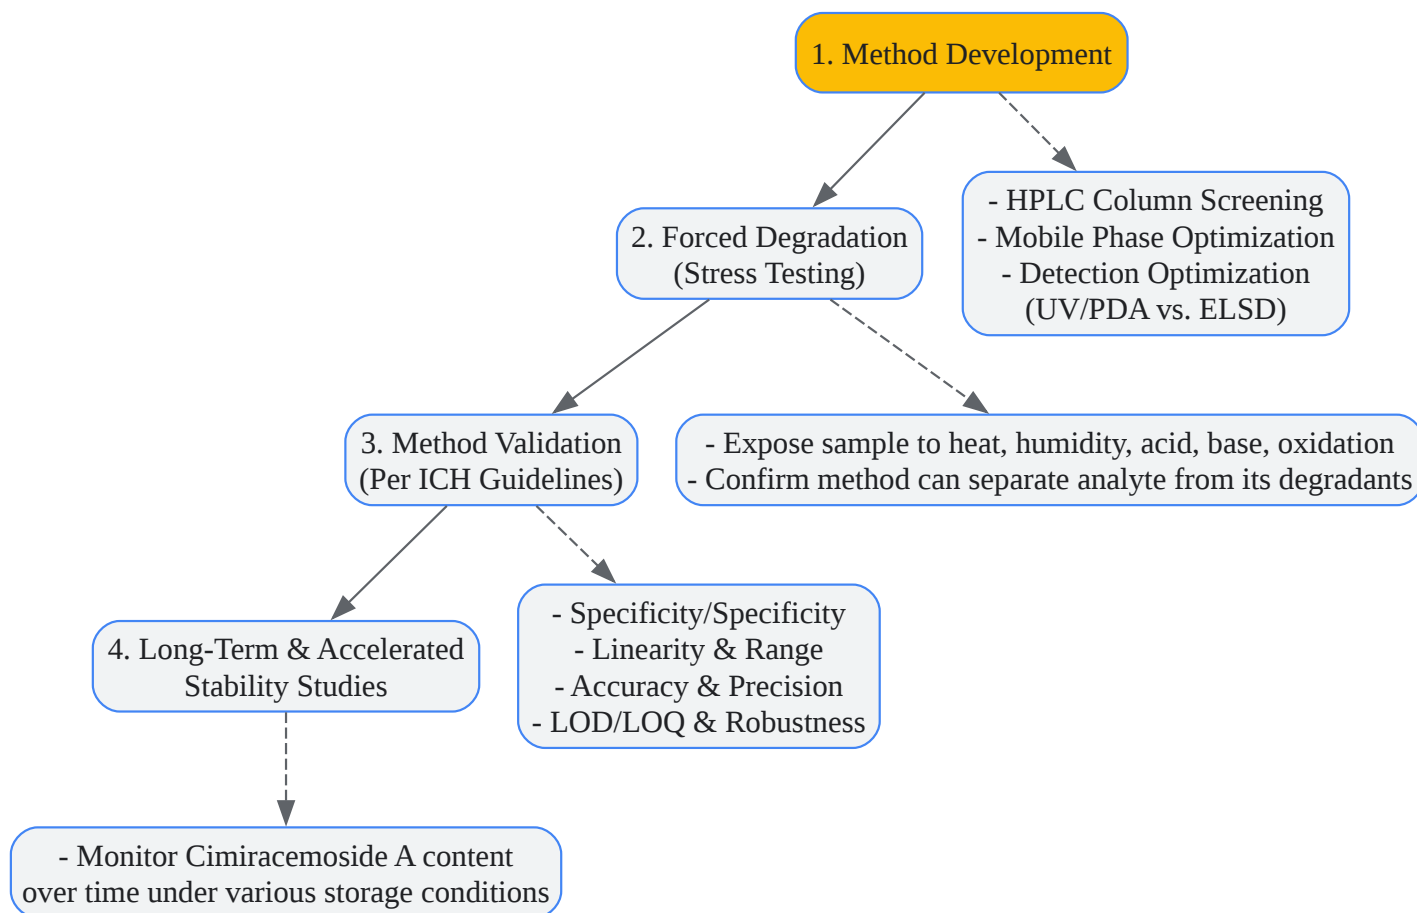 1. Method Development
- HPLC Column Screening
- Mobile Phase Optimization
- Detection Optimization
(UV/PDA vs. ELSD)
2. Forced Degradation
(Stress Testing)
- Expose sample to heat, humidity, acid, base, oxidation
- Confirm method can separate analyte from its degradants
3. Method Validation
(Per ICH Guidelines)
- Specificity/Specificity
- Linearity & Range
- Accuracy & Precision
- LOD/LOQ & Robustness
4. Long-Term & Accelerated
Stability Studies
- Monitor Cimiracemoside A content
over time under various storage conditions